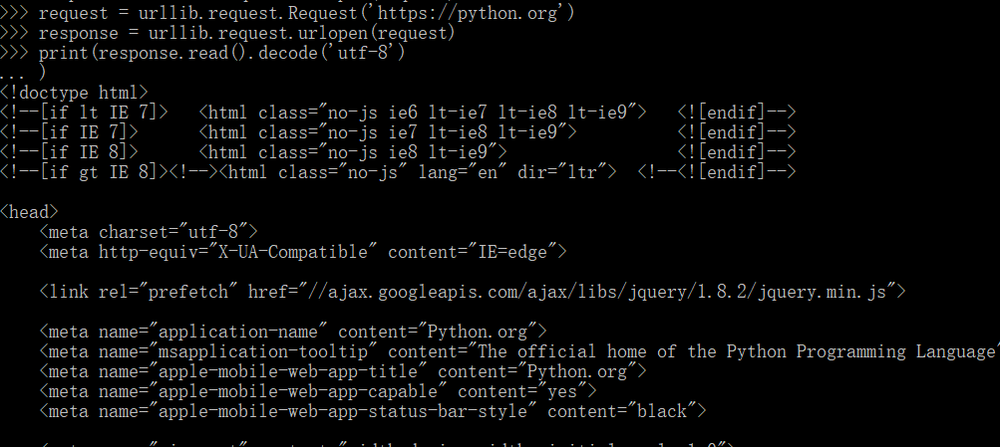 >>> request = urllib.request.Request('https://python.org')
>>> response = urllib.request.urlopen(request)
>>> print(response.read().decode('utf-8')
... )
<!doctype html>
<!--[if lt IE 7]>   <html class="no-js ie6 lt-ie7 lt-ie8 lt-ie9">   <![endif]-->
<!--[if IE 7]>      <html class="no-js ie7 lt-ie8 lt-ie9">          <![endif]-->
<!--[if IE 8]>      <html class="no-js ie8 lt-ie9">                 <![endif]-->
<!--[if gt IE 8]><!--><html class="no-js" lang="en" dir="ltr">  <!--<![endif]-->
<head>
    <meta charset="utf-8">
    <meta http-equiv="X-UA-Compatible" content="IE=edge">
    <link rel="prefetch" href="//ajax.googleapis.com/ajax/libs/jquery/1.8.2/jquery.min.js">
    <meta name="application-name" content="Python.org">
    <meta name="msapplication-tooltip" content="The official home of the Python Programming Language"
    <meta name="apple-mobile-web-app-title" content="Python.org">
    <meta name="apple-mobile-web-app-capable" content="yes">
    <meta name="apple-mobile-web-app-status-bar-style" content="black">